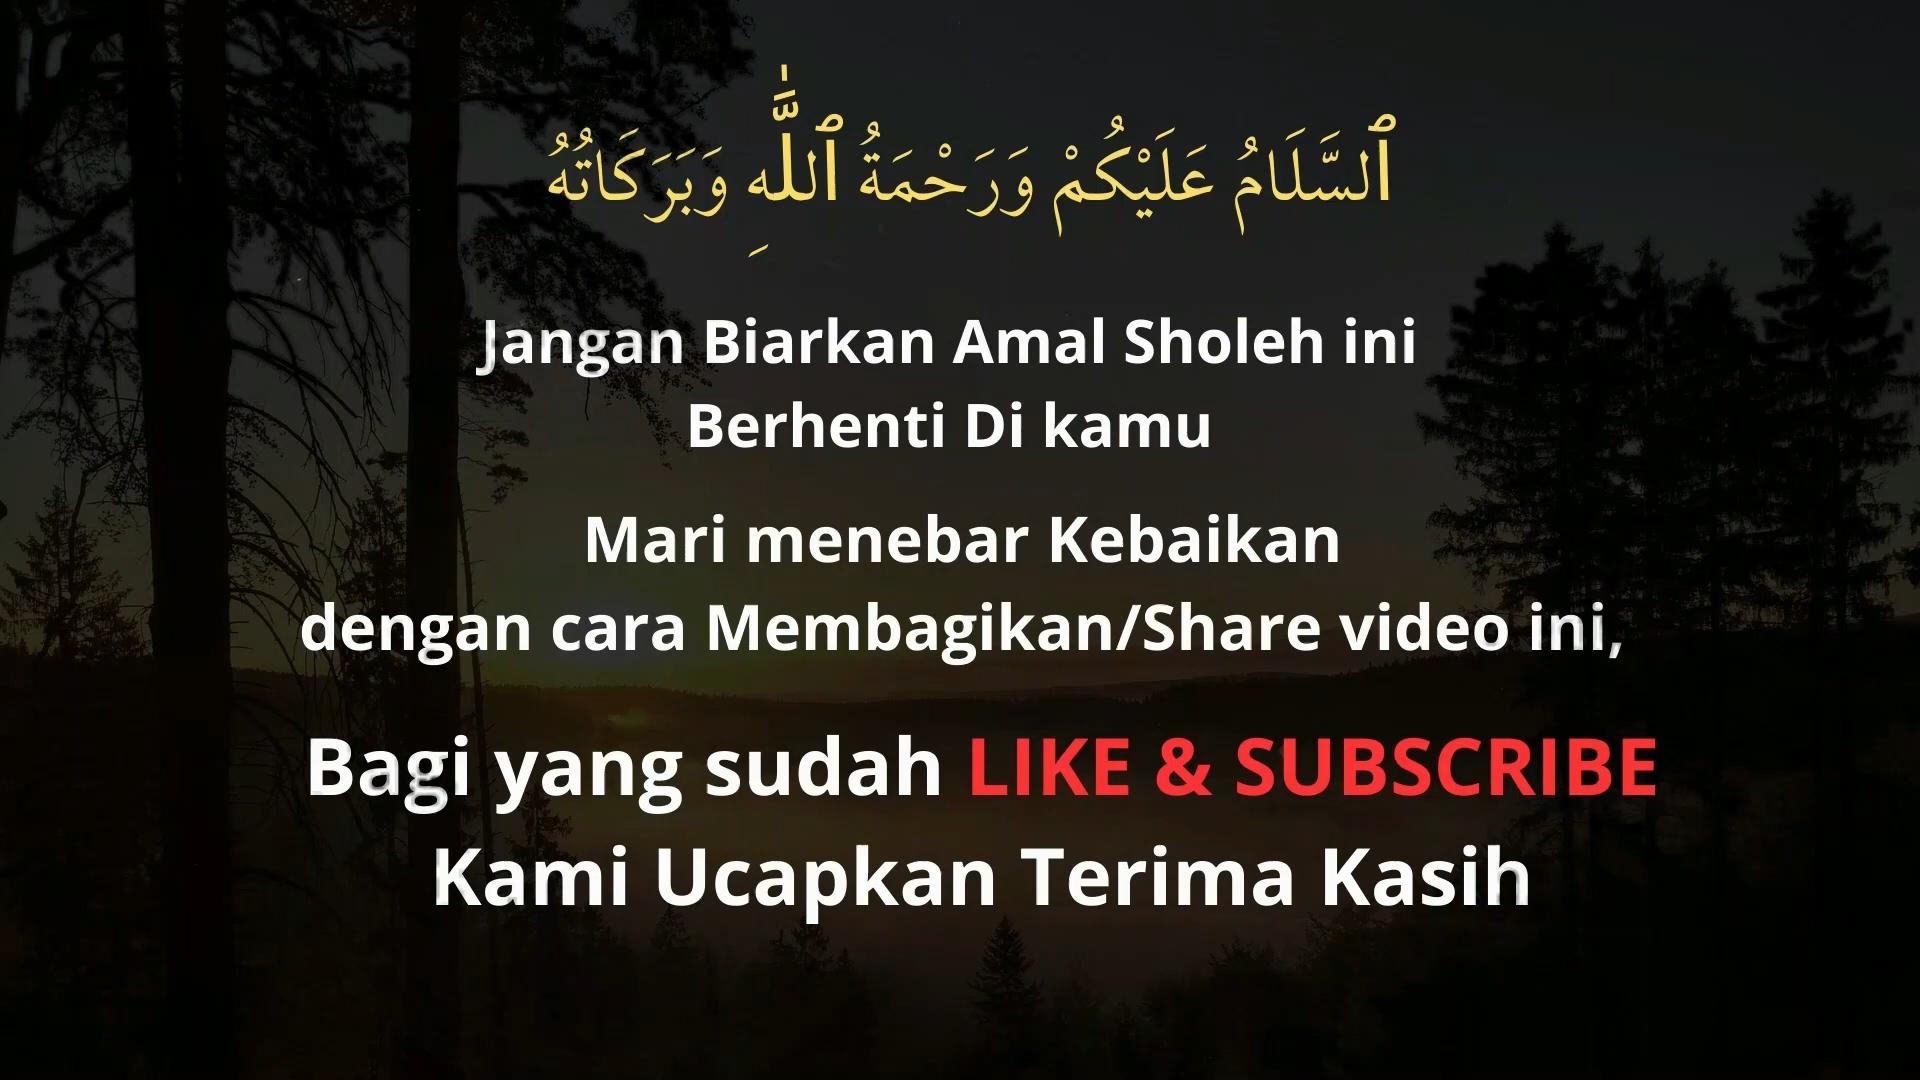 ٱلسَّلَامُ عَلَيْكُمْ وَرَحْمَةُ ٱللَّٰهِ وَبَرَكَاتُهُ
Jangan Biarkan Amal Sholeh ini
Berhenti Di kamu
Mari menebar Kebaikan
dengan cara Membagikan/Share video ini,
Bagi yang sudah LIKE & SUBSCRIBE
Kami Ucapkan Terima Kasih